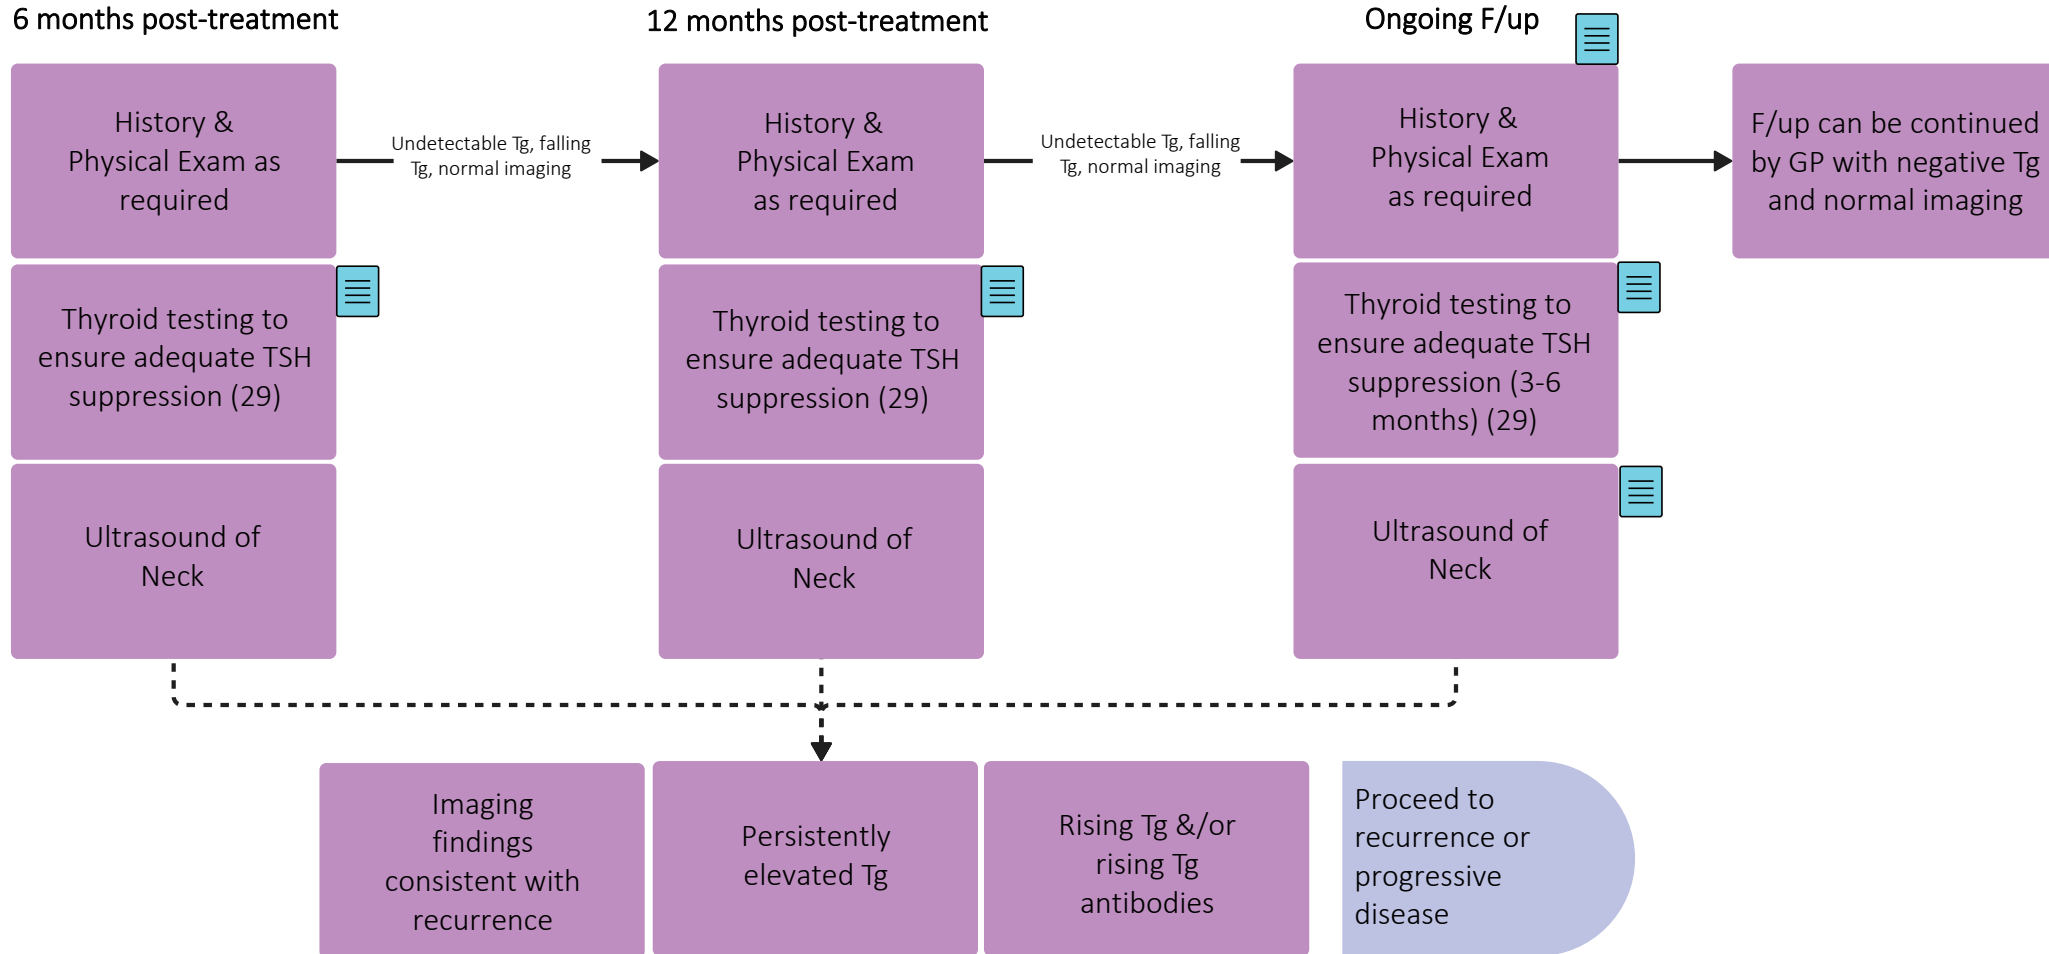 6 months post-treatment
12 months post-treatment
Ongoing F/up
History &
Physical Exam as
required
Undetectable Tg, falling
Tg, normal imaging
History &
Physical Exam
as required
Undetectable Tg, falling
Tg, normal imaging
History &
Physical Exam
as required
F/up can be continued
by GP with negative Tg
and normal imaging
Thyroid testing to
ensure adequate TSH
suppression (29)
Thyroid testing to
ensure adequate TSH
suppression (29)
Thyroid testing to
ensure adequate TSH
suppression (3-6
months) (29)
Ultrasound of
Neck
Ultrasound of
Neck
Ultrasound of
Neck
Imaging
findings
consistent with
recurrence
Persistently
elevated Tg
Rising Tg &/or
rising Tg
antibodies
Proceed to
recurrence or
progressive
disease